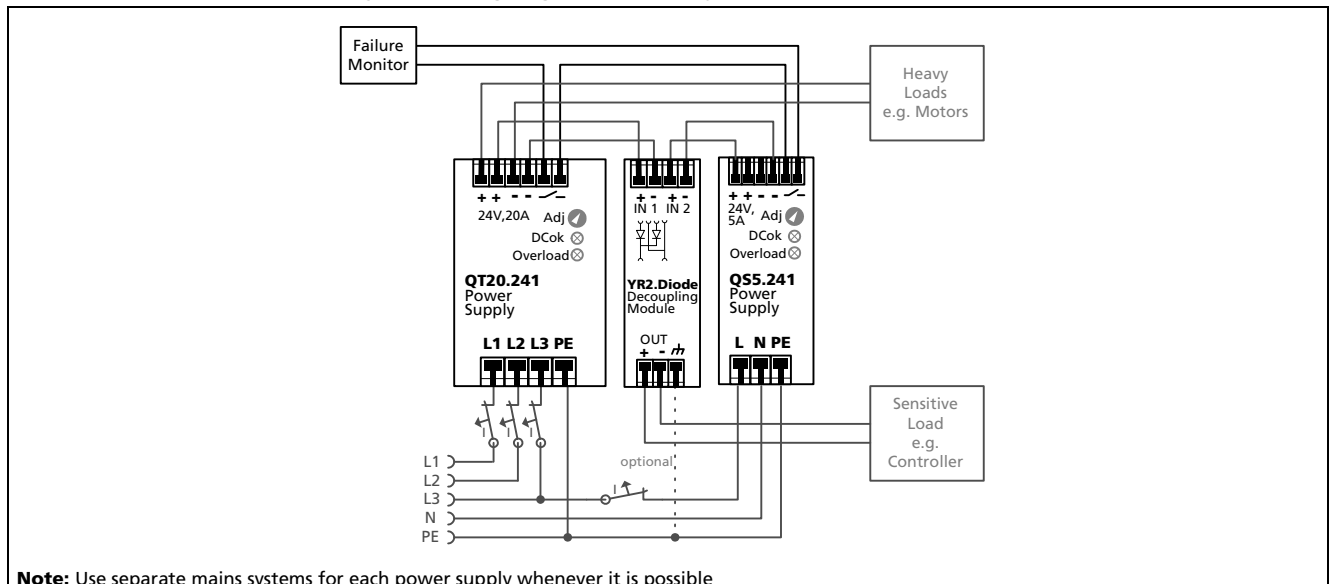 Failure
Monitor
Heavy
Loads
e.g. Motors
+ + - -
24V,20A
Adj
DCok
Overload
QT20.241
Power
Supply
L1 L2 L3 PE
+ - + -
IN 1 IN 2
YR2.Diode
Decoupling
Module
OUT
+ -
+ + - -
24V,
5A
Adj
DCok
Overload
QS5.241
Power
Supply
L N PE
I I I
Sensitive
Load
e.g.
Controller
optional
I
L1
L2
L3
N
PE
Note: Use separate mains systems for each power supply whenever it is possible